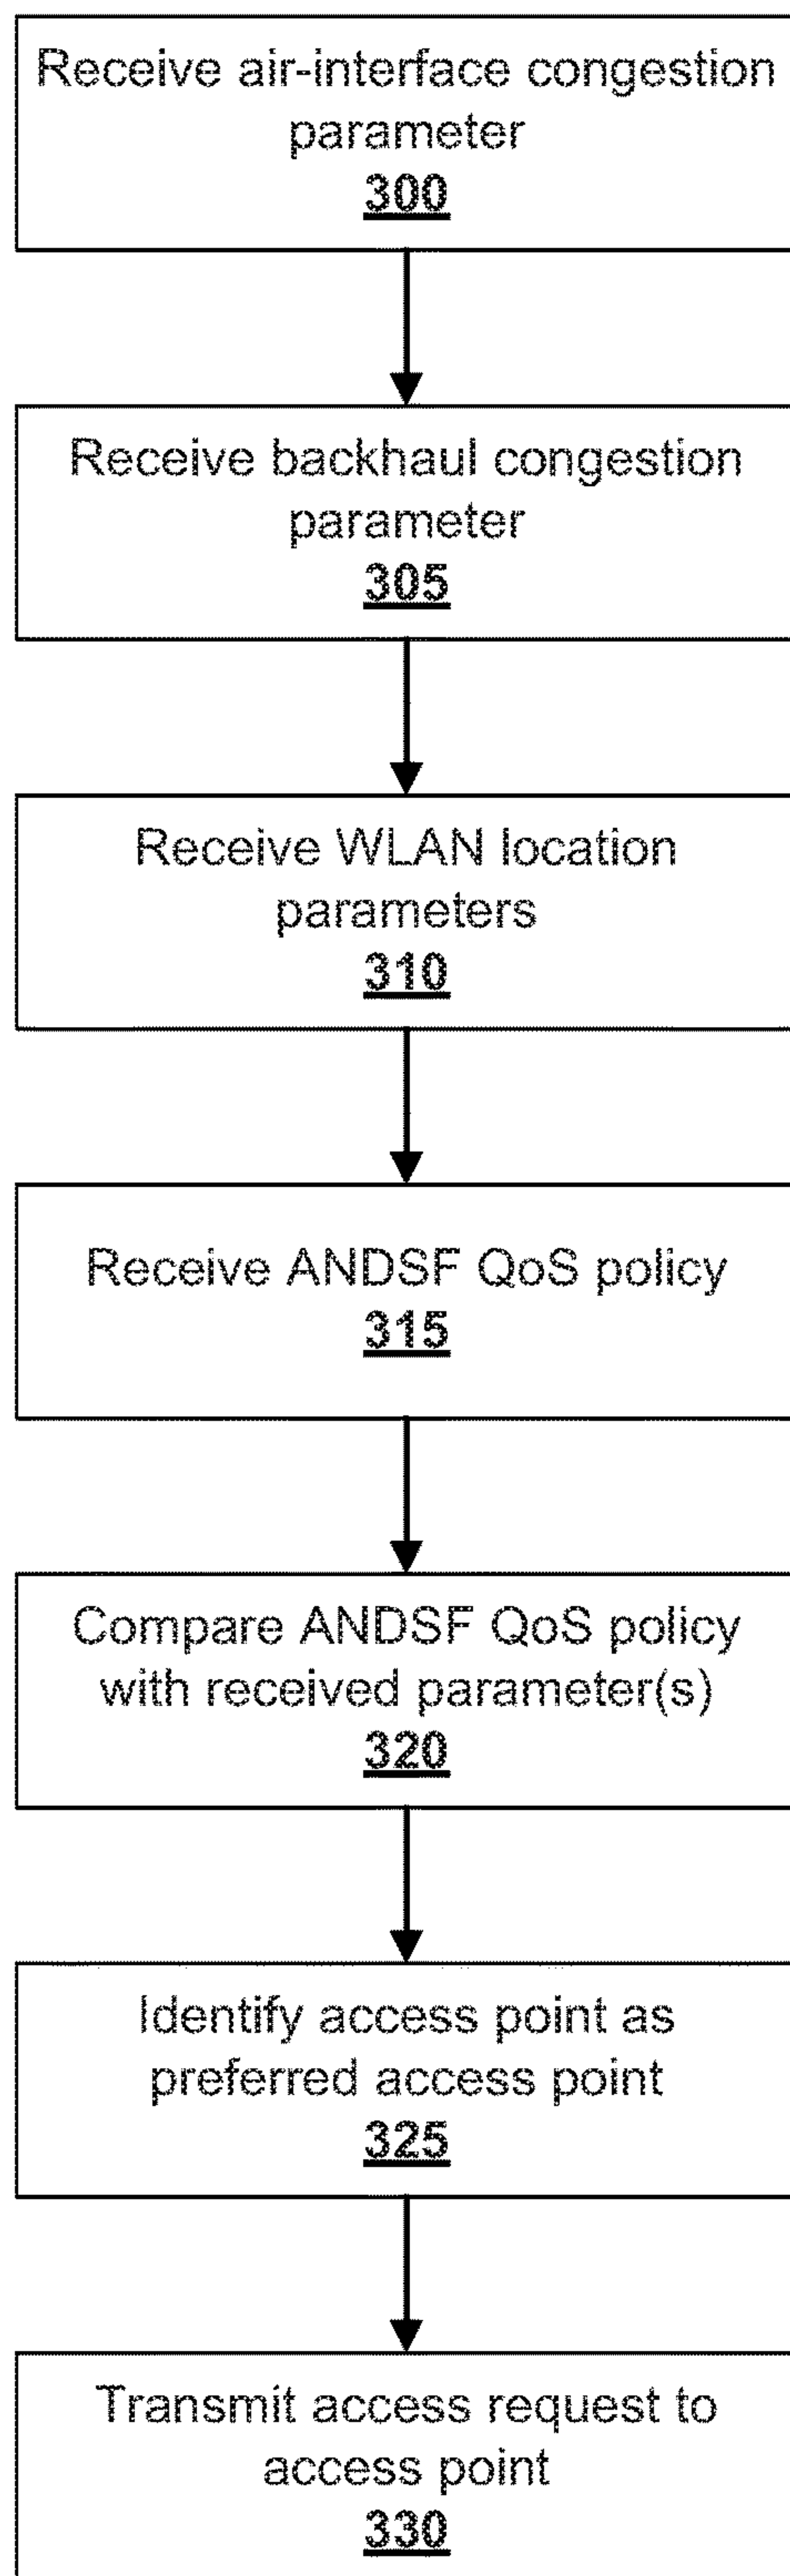 Receive air-interface congestion
parameter
300
Receive backhaul congestion
parameter
305
Receive WLAN location
parameters
310
Receive ANDSF QoS policy
315
Compare ANDSF QoS policy
with received parameter(s)
320
Identify access point as
preferred access point
325
Transmit access request to
access point
330